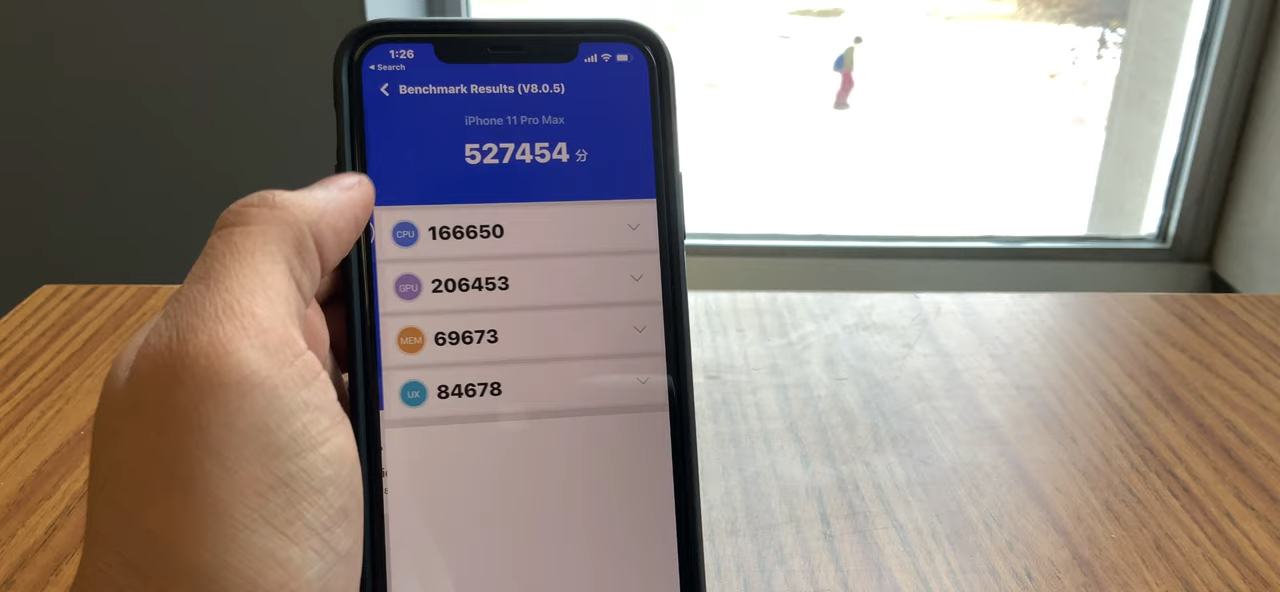 1:26
◀ Search
Benchmark Results (V8.0.5)
iPhone 11 Pro Max
527454 分
CPU 166650
GPU 206453
MEM 69673
UX 84678